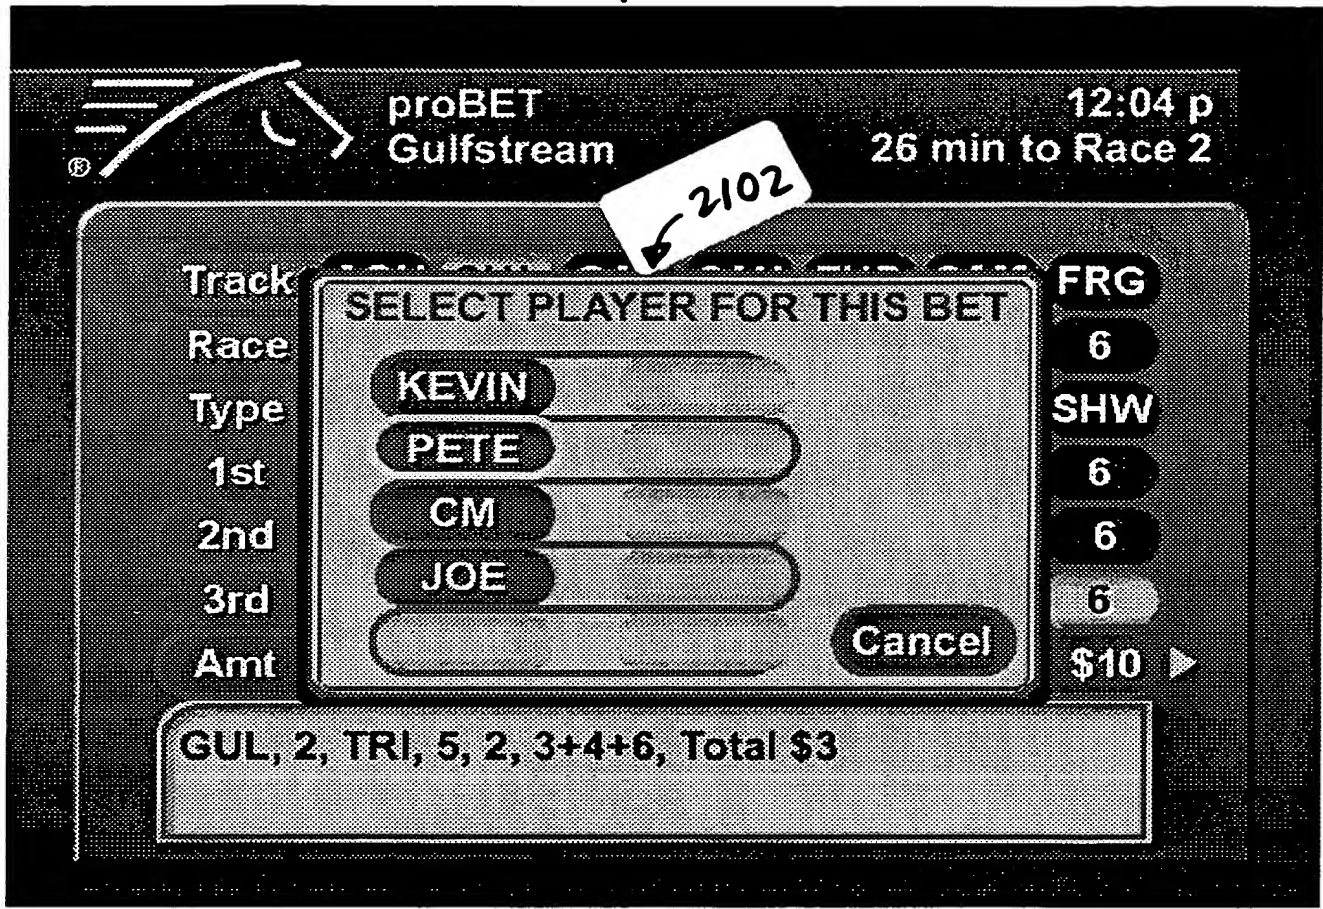 proBET
Gulfstream
12:04 p
26 min to Race 2
2102
Track
FRG
SELECT PLAYER FOR THIS BET
Race
6
KEVIN
Type
SHW
PETE
1st
6
CM
2nd
6
JOE
3rd
6
Cancel
Amt
$10
GUL, 2, TRI, 5, 2, 3+4+6, Total $3
®